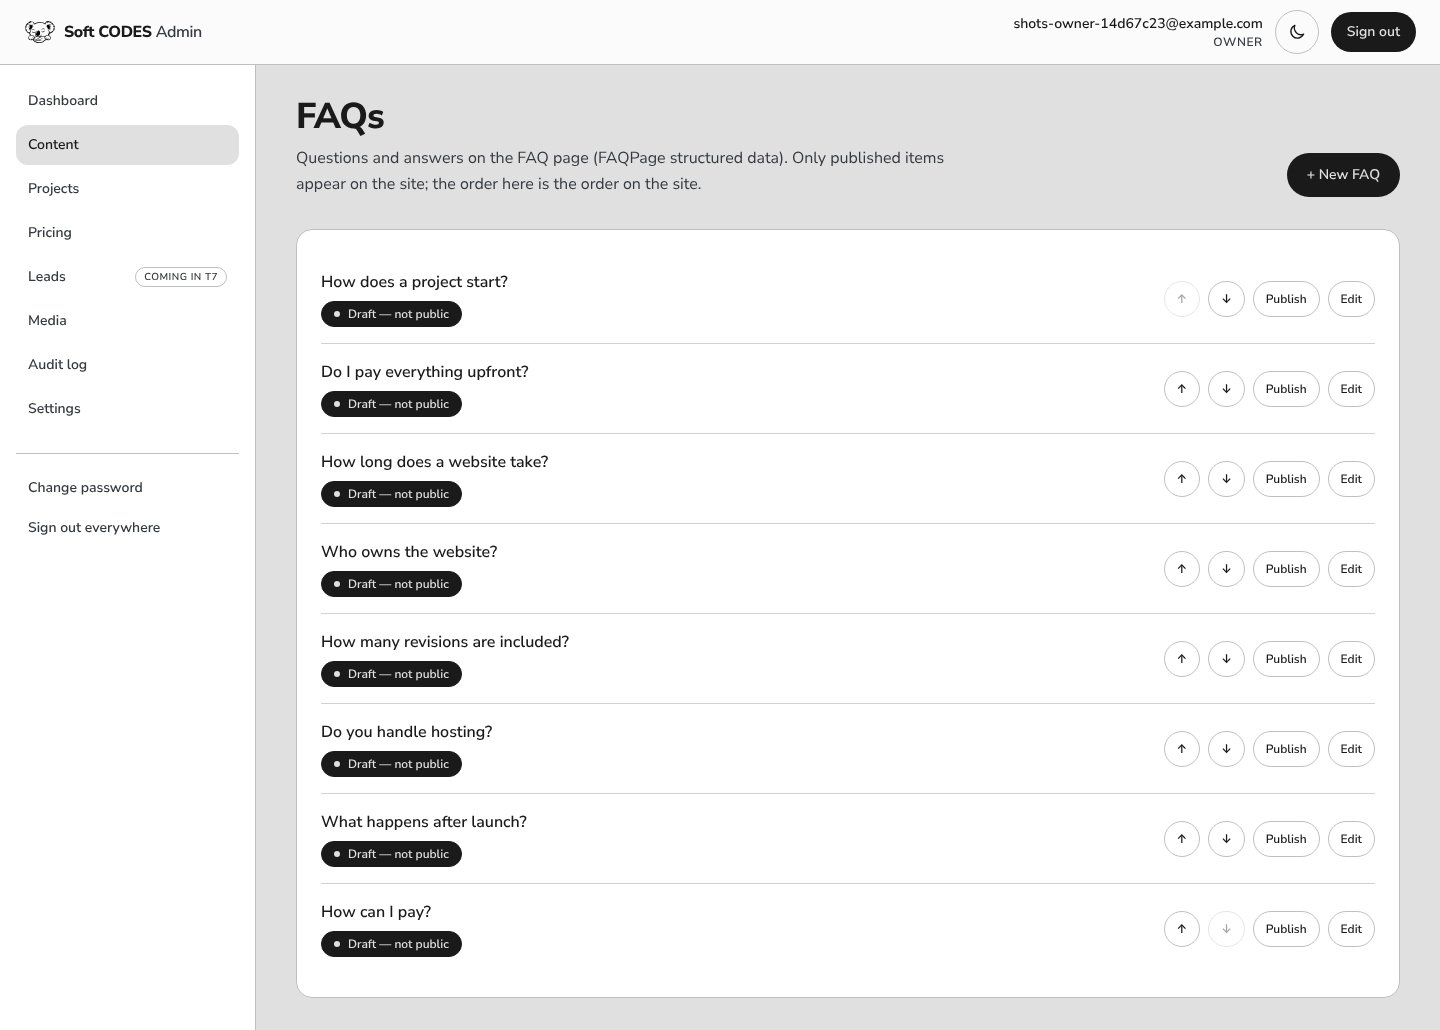 Soft CODES Admin
shots-owner-14d67c23@example.com
OWNER
Sign out
Dashboard
Content
Projects
Pricing
Leads
COMING IN T7
Media
Audit log
Settings
Change password
Sign out everywhere
FAQs
Questions and answers on the FAQ page (FAQPage structured data). Only published items
appear on the site; the order here is the order on the site.
+ New FAQ
How does a project start?
Draft — not public
↑ ↓ Publish Edit
Do I pay everything upfront?
Draft — not public
↑ ↓ Publish Edit
How long does a website take?
Draft — not public
↑ ↓ Publish Edit
Who owns the website?
Draft — not public
↑ ↓ Publish Edit
How many revisions are included?
Draft — not public
↑ ↓ Publish Edit
Do you handle hosting?
Draft — not public
↑ ↓ Publish Edit
What happens after launch?
Draft — not public
↑ ↓ Publish Edit
How can I pay?
Draft — not public
↑ ↓ Publish Edit